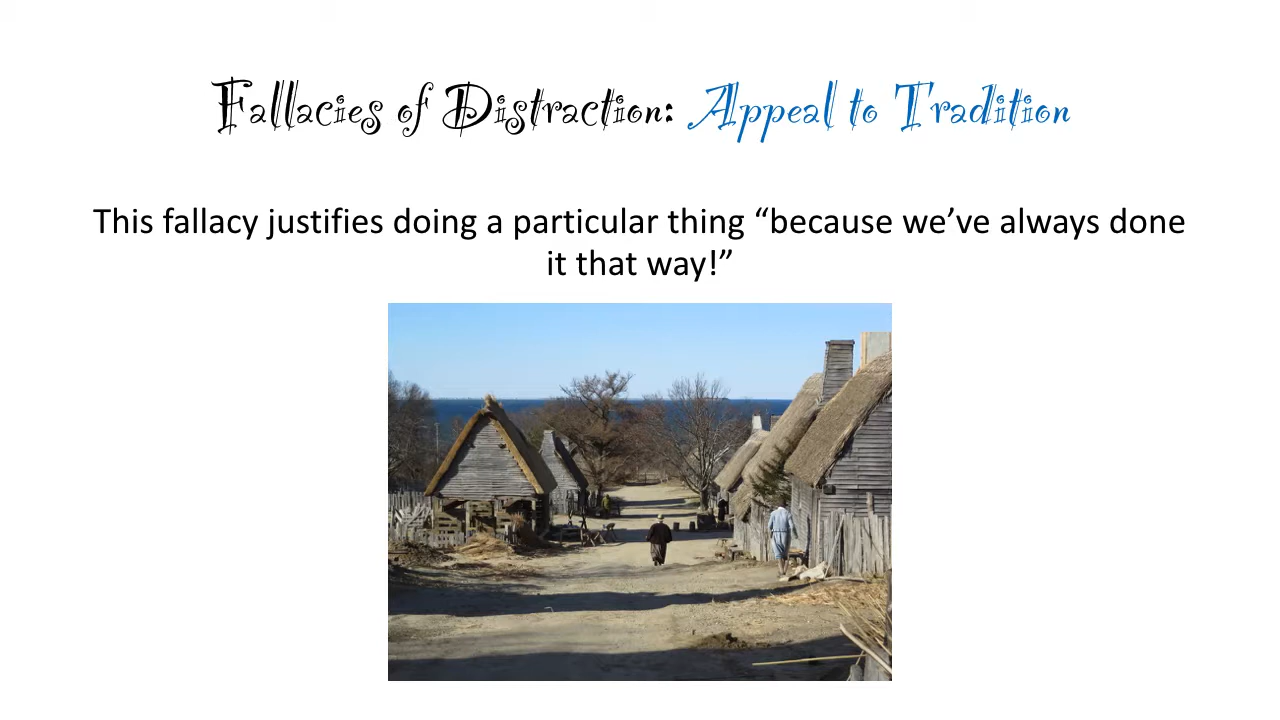 Fallacies of Distraction: Appeal to Tradition
This fallacy justifies doing a particular thing “because we’ve always done
it that way!”